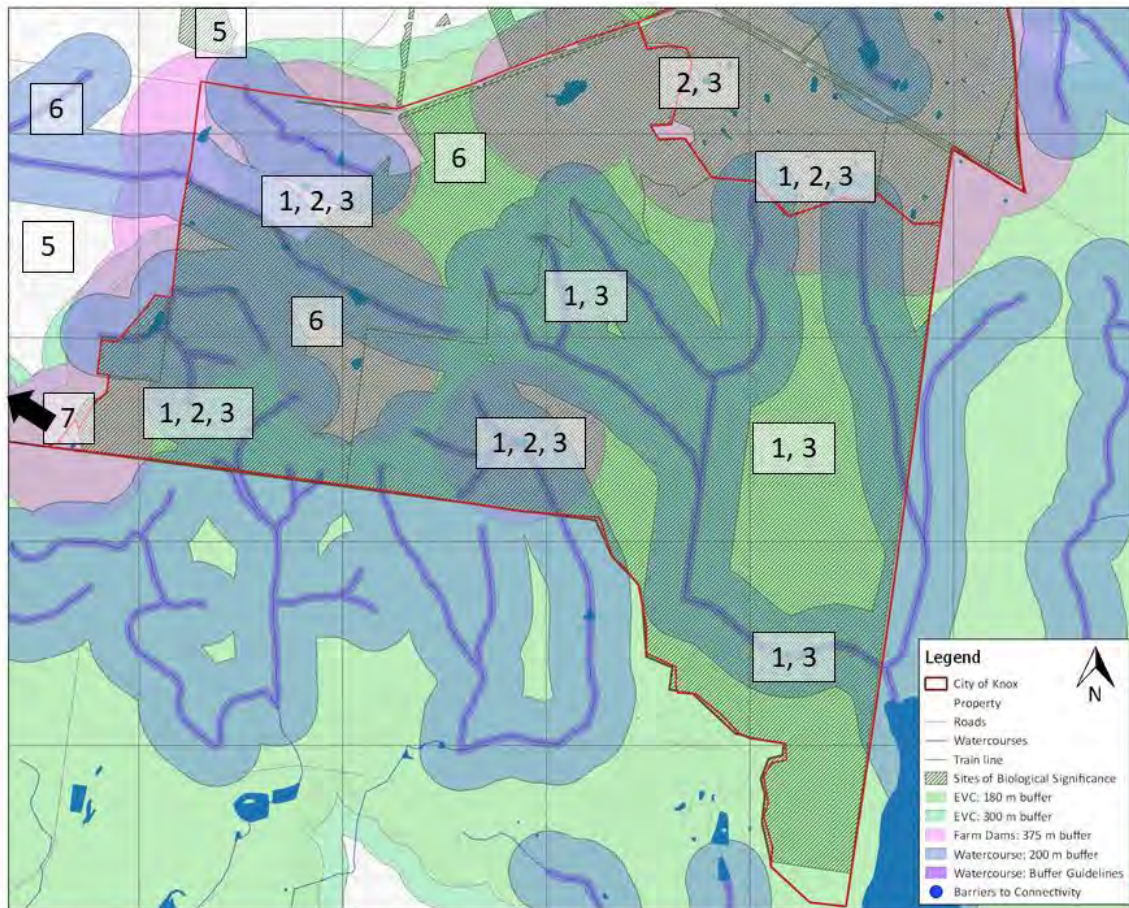 5
2, 3
6
6
1, 2, 3
1, 2, 3
5
1, 3
6
7
1, 2, 3
1, 2, 3
1, 3
1, 3
Legend
N
City of Knox
Property
Roads
Watercourses
Train line
Sites of Biological Significance
EVC: 180 m buffer
EVC: 300 m buffer
Farm Dams: 375 m buffer
Watercourse: 200 m buffer
Watercourse: Buffer Guidelines
Barriers to Connectivity